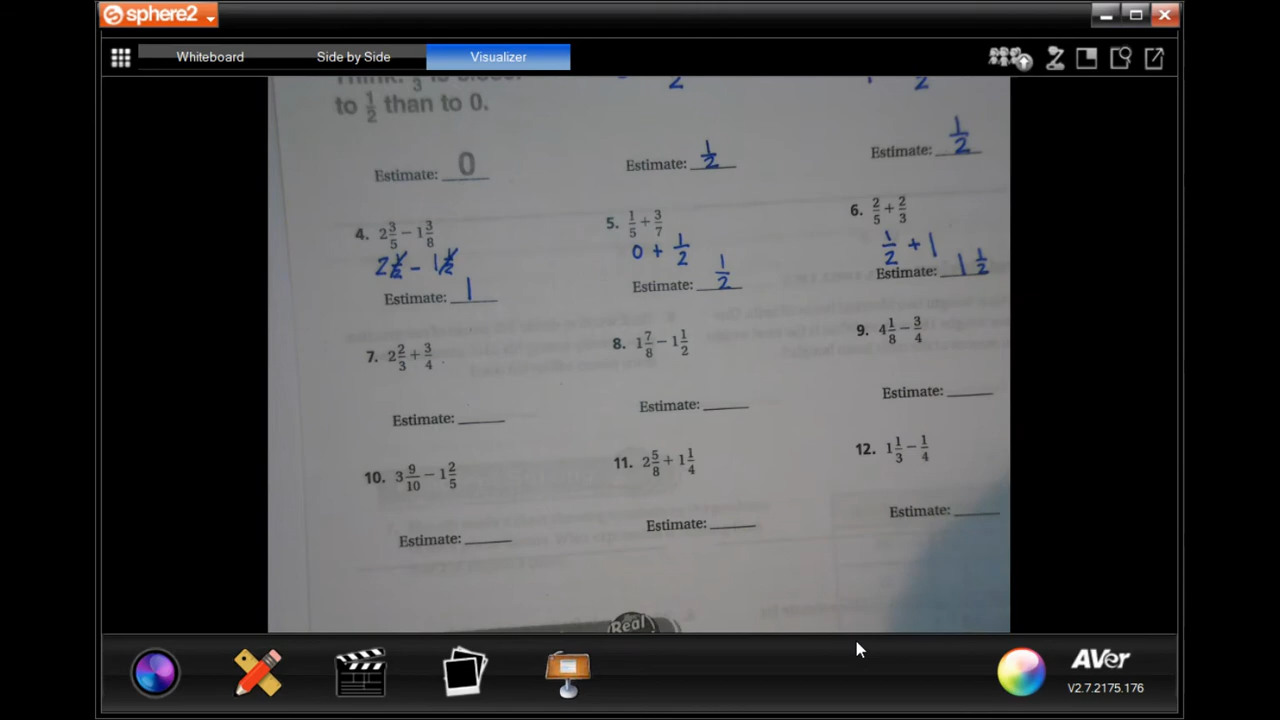 sphere2
Whiteboard Side by Side Visualizer
to 1/2 than to 0.
Estimate: 0
Estimate: 1/2
Estimate: 1/2
4. 2 3/5 − 1 3/8
2 1/2 − 1 1/2
Estimate: 1
5. 1/5 + 3/7
0 + 1/2
Estimate: 1/2
6. 2/5 + 2/3
1/2 + 1
Estimate: 1 1/2
7. 2 2/3 + 3/4
Estimate:
8. 1 7/8 − 1 1/2
Estimate:
9. 4 1/8 − 3/4
Estimate:
10. 3 9/10 − 1 2/5
Estimate:
11. 2 5/8 + 1 1/4
Estimate:
12. 1 1/3 − 1/4
Estimate:
Real
AVer
V2.7.2175.176